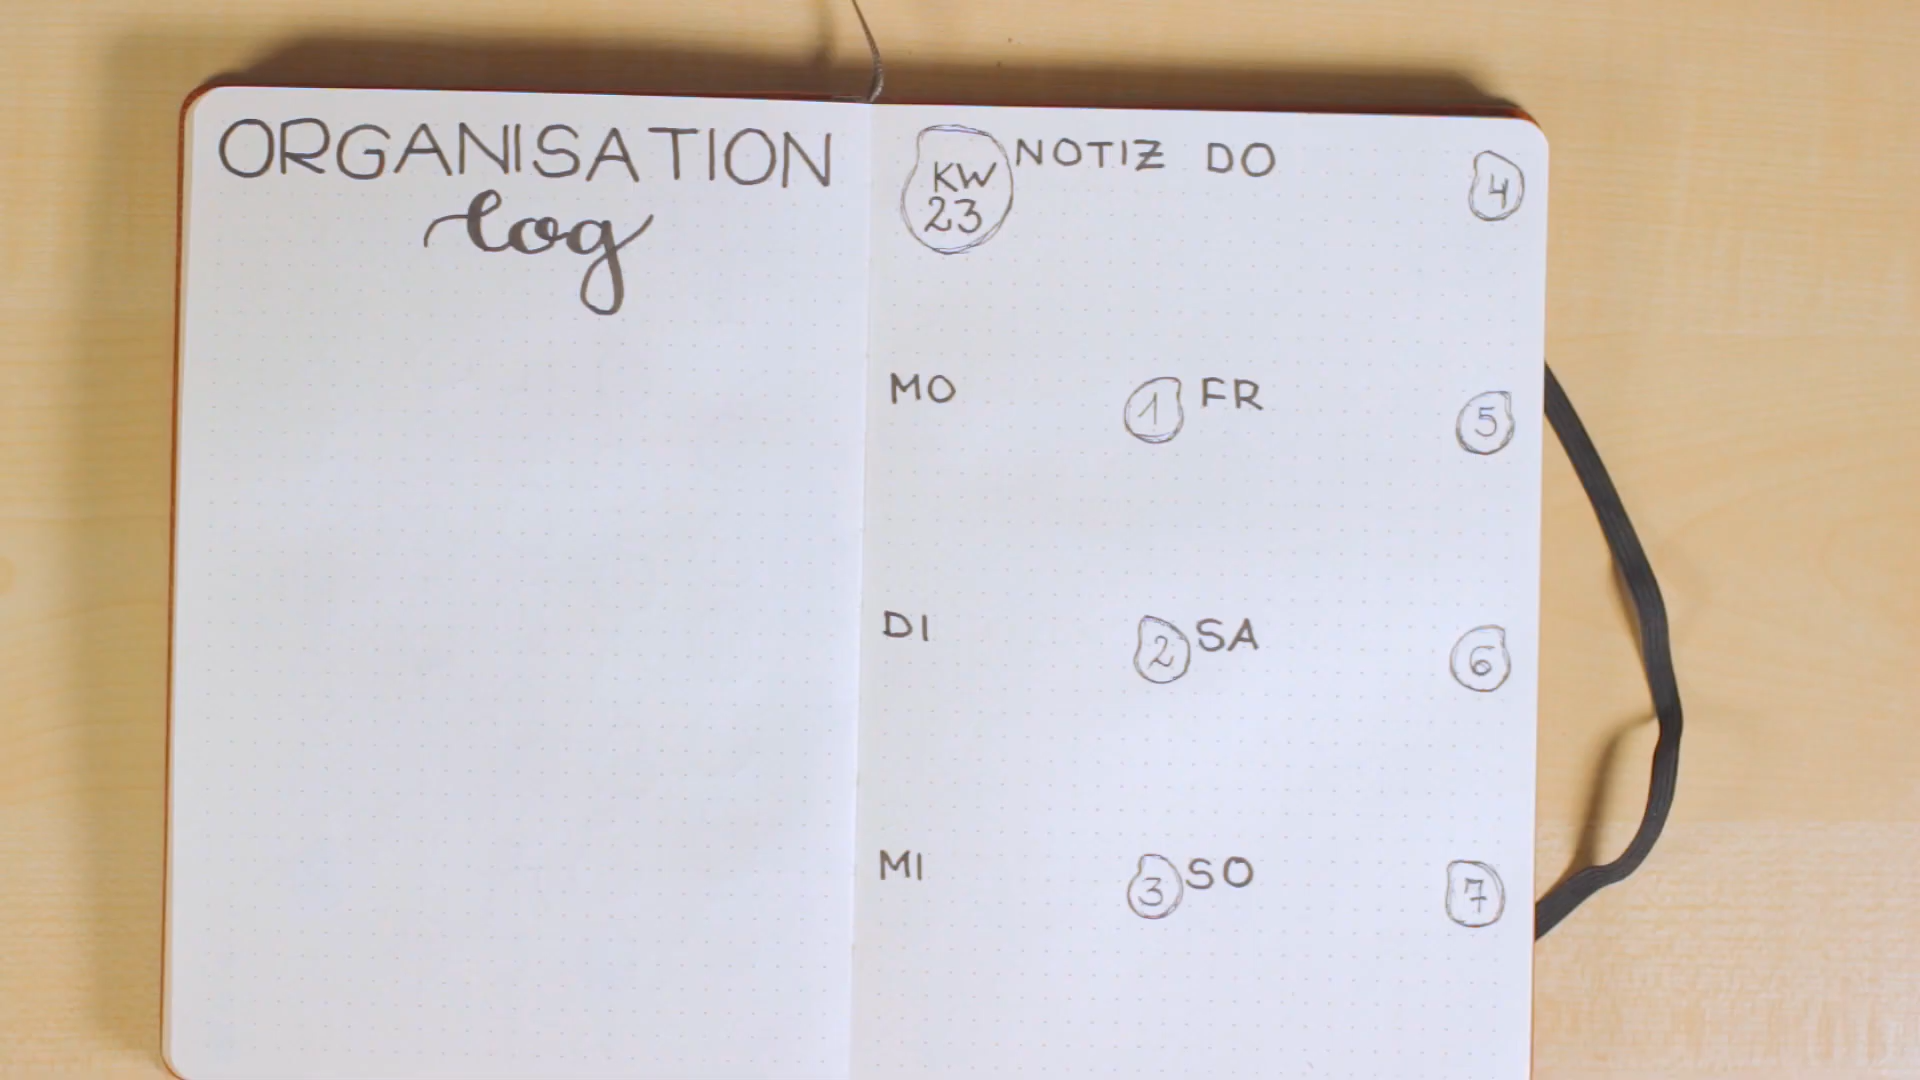 ORGANISATION
log
KW
23
NOTIZ
MO 1
DI 2
MI 3
DO 4
FR 5
SA 6
SO 7